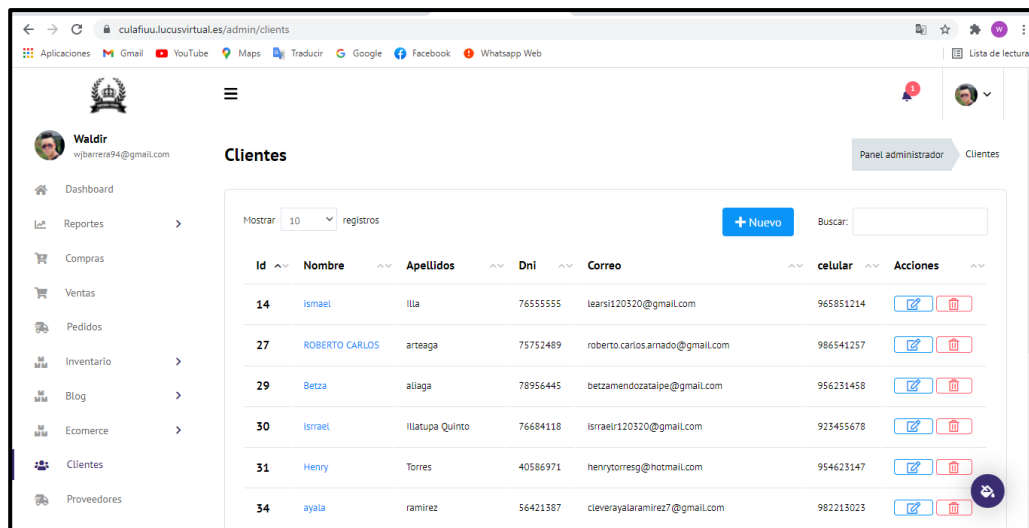 culafiuu.lucusvirtual.es/admin/clients
W
Aplicaciones Gmail YouTube Maps Traducir Google Facebook Whatsapp Web Lista de lectura
Waldir
wjbarrera94@gmail.com
Clientes
Panel administrador Clientes
Dashboard
Reportes
Compras
Ventas
Pedidos
Inventario
Blog
Ecomerce
Clientes
Proveedores
Mostrar 10 registros
+ Nuevo
Buscar:
Id Nombre Apellidos Dni Correo celular Acciones
14 ismael Illa 76555555 learsi120320@gmail.com 965851214
27 ROBERTO CARLOS arteaga 75752489 roberto.carlos.arnado@gmail.com 986541257
29 Betza aliaga 78956445 betzamendozataipe@gmail.com 956231458
30 isrrael Illatupa Quinto 76684118 isrraelr120320@gmail.com 923455678
31 Henry Torres 40586971 henrytorresg@hotmail.com 954623147
34 ayala ramirez 56421387 cleverayalaramirez7@gmail.com 982213023